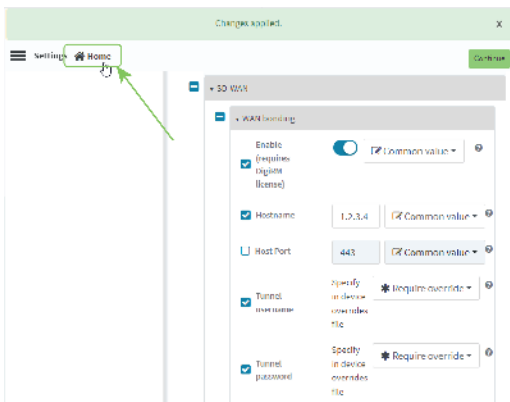 Changes applied.
x
Settings Home
Continue
SD-WAN
WAN bonding
Enable
(requires
DigiRM
license)
Common value
Hostname
1.2.3.4
Common value
Host Port
443
Common value
Tunnel
username
Specify
in device
overrides
file
Require override
Tunnel
password
Specify
in device
overrides
file
Require override